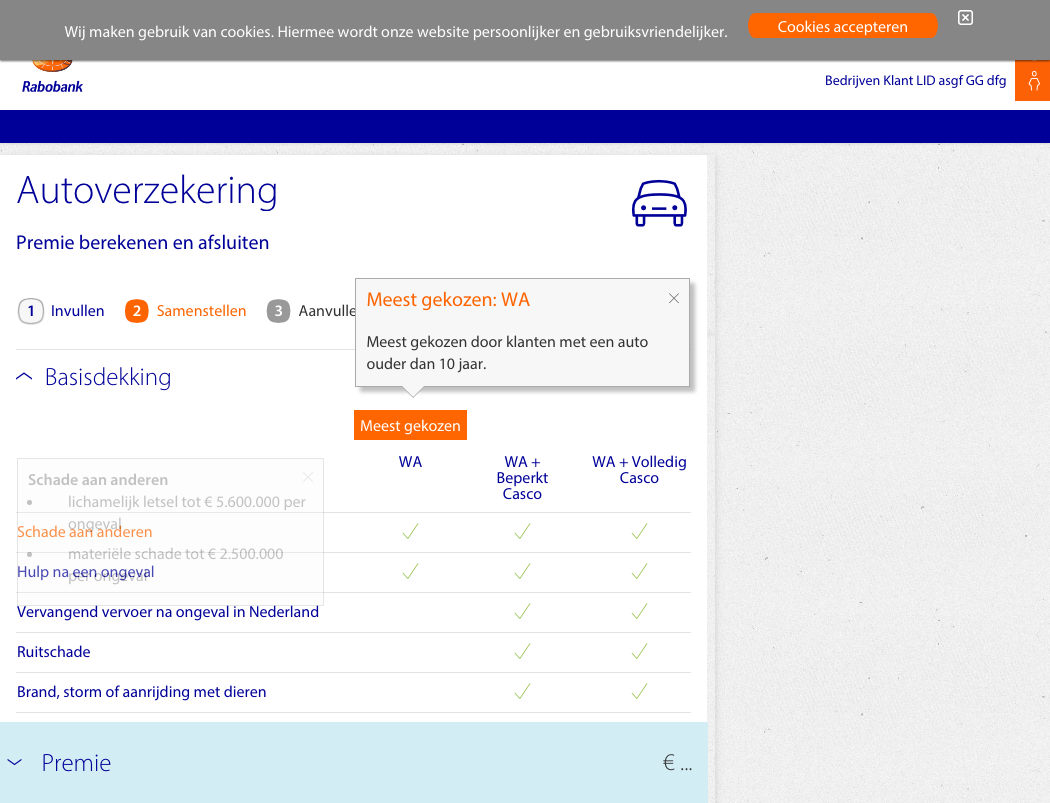 Wij maken gebruik van cookies. Hiermee wordt onze website persoonlijker en gebruiksvriendelijker.
Cookies accepteren
Rabobank
Bedrijven Klant LID asgf GG dfg
Autoverzekering
Premie berekenen en afsluiten
1 Invullen 2 Samenstellen 3 Aanvulle
Meest gekozen: WA
Meest gekozen door klanten met een auto
ouder dan 10 jaar.
Basisdekking
Meest gekozen
WA
WA +
Beperkt
Casco
WA + Volledig
Casco
Schade aan anderen
• lichamelijk letsel tot € 5.600.000 per
ongeval
• materiële schade tot € 2.500.000
per ongeval
Schade aan anderen
Hulp na een ongeval
Vervangend vervoer na ongeval in Nederland
Ruitschade
Brand, storm of aanrijding met dieren
Premie
€ ...